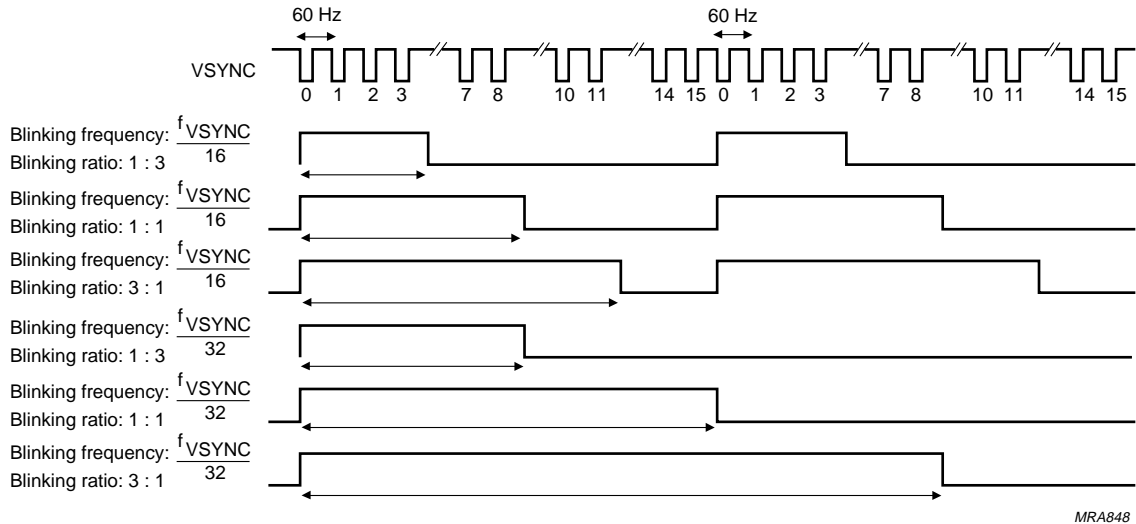 60 Hz 60 Hz
VSYNC
0 1 2 3 7 8 10 11 14 15 0 1 2 3 7 8 10 11 14 15
Blinking frequency: fVSYNC
16
Blinking ratio: 1 : 3
Blinking frequency: fVSYNC
16
Blinking ratio: 1 : 1
Blinking frequency: fVSYNC
16
Blinking ratio: 3 : 1
Blinking frequency: fVSYNC
32
Blinking ratio: 1 : 3
Blinking frequency: fVSYNC
32
Blinking ratio: 1 : 1
Blinking frequency: fVSYNC
32
Blinking ratio: 3 : 1
MRA848